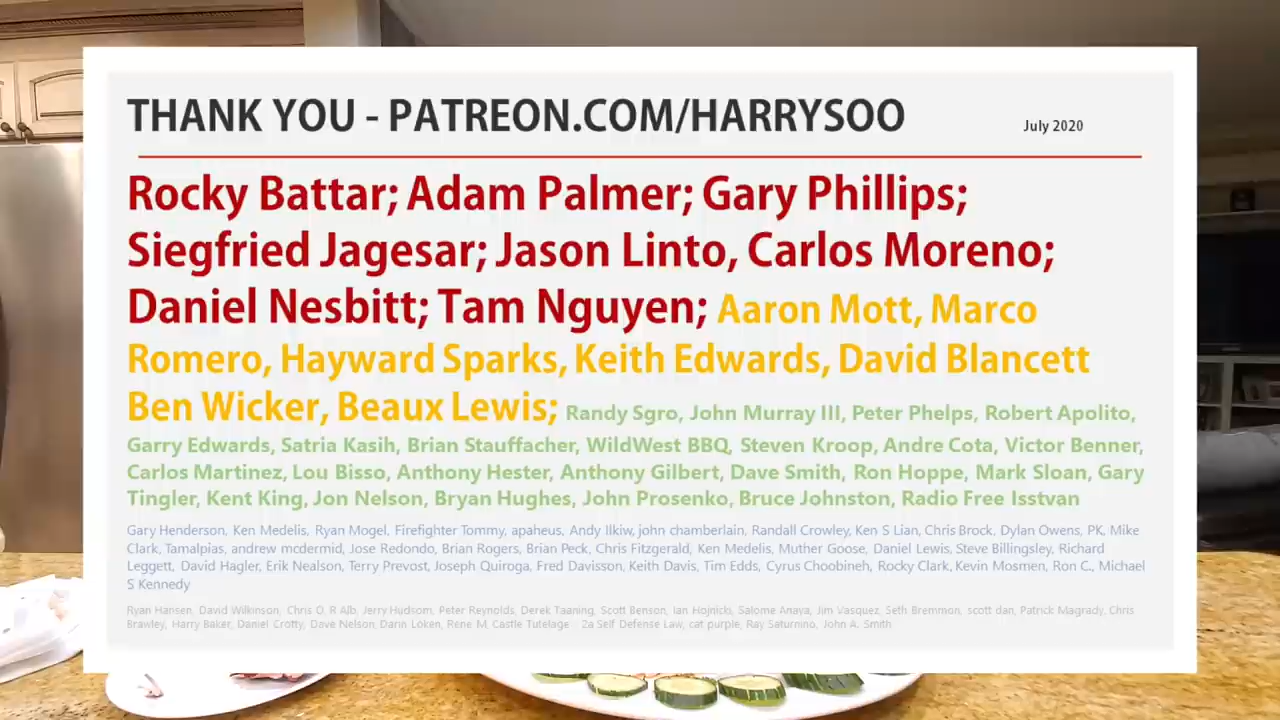 THANK YOU - PATREON.COM/HARRYSOO
July 2020
Rocky Battar; Adam Palmer; Gary Phillips;
Siegfried Jagesar; Jason Linto, Carlos Moreno;
Daniel Nesbitt; Tam Nguyen; Aaron Mott, Marco
Romero, Hayward Sparks, Keith Edwards, David Blancett
Ben Wicker, Beaux Lewis; Randy Sgro, John Murray III, Peter Phelps, Robert Apolito,
Garry Edwards, Satria Kasih, Brian Stauffacher, WildWest BBQ, Steven Kroop, Andre Cota, Victor Benner,
Carlos Martinez, Lou Bisso, Anthony Hester, Anthony Gilbert, Dave Smith, Ron Hoppe, Mark Sloan, Gary
Tingler, Kent King, Jon Nelson, Bryan Hughes, John Prosenko, Bruce Johnston, Radio Free Isstvan
Gary Henderson, Ken Medelis, Ryan Mogel, Firefighter Tommy, apaheus, Andy Ilkiw, john chamberlain, Randall Crowley, Ken S Lian, Chris Brock, Dylan Owens, PK, Mike
Clark, Tamalpias, andrew mcdermid, Jose Redondo, Brian Rogers, Brian Peck, Chris Fitzgerald, Ken Medelis, Muther Goose, Daniel Lewis, Steve Billingsley, Richard
Leggett, David Hagler, Erik Nealson, Terry Prevost, Joseph Quiroga, Fred Davisson, Keith Davis, Tim Edds, Cyrus Choobineh, Rocky Clark, Kevin Mosmen, Ron C., Michael
S Kennedy
Ryan Hansen, David Wilkinson, Chris O, R Alb, Jerry Hudsom, Peter Reynolds, Derek Taaning, Scott Benson, Ian Hojnicki, Salome Anaya, Jim Vasquez, Seth Bremmon, scott dan, Patrick Magrady, Chris
Brawley, Harry Baker, Daniel Crotty, Dave Nelson, Darin Loken, Rene M, Castle Tutelage - 2a Self Defense Law, cat purple, Ray Saturnino, John A. Smith